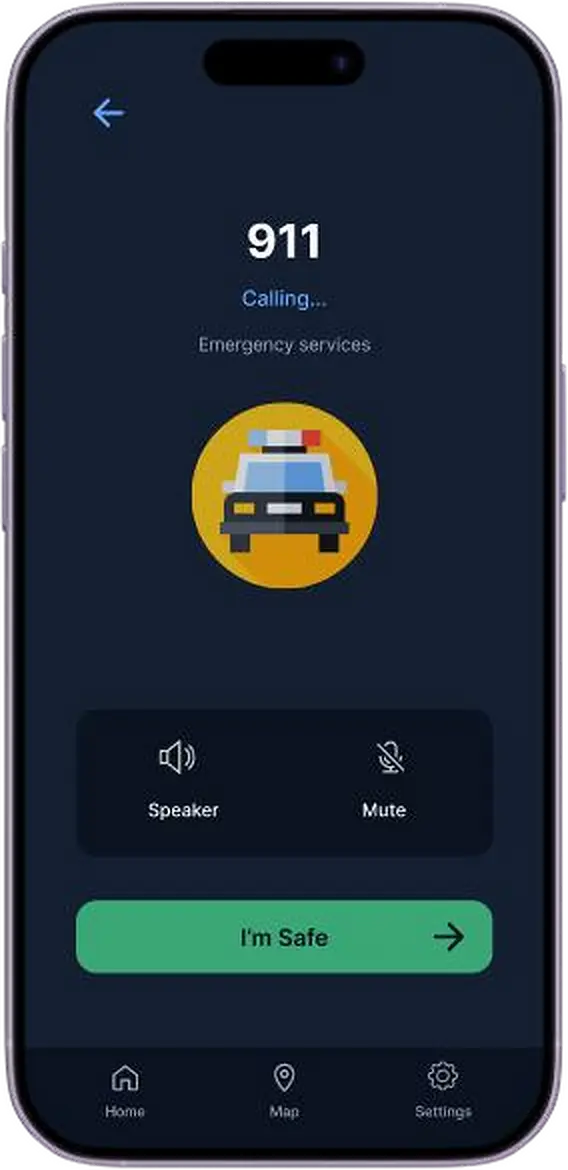 911
Calling...
Emergency services
Speaker
Mute
I'm Safe
Home
Map
Settings